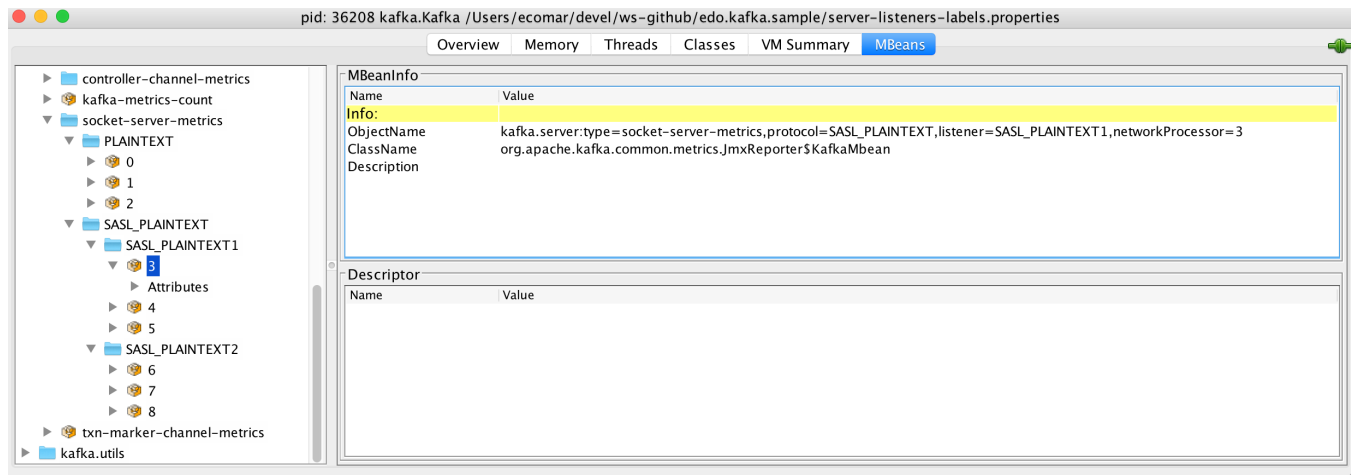 pid: 36208 kafka.Kafka /Users/ecomar/devel/ws-github/edo.kafka.sample/server-listeners-labels.properties
Overview Memory Threads Classes VM Summary MBeans
controller-channel-metrics
kafka-metrics-count
socket-server-metrics
PLAINTEXT
0
1
2
SASL_PLAINTEXT
SASL_PLAINTEXT1
3
Attributes
4
5
SASL_PLAINTEXT2
6
7
8
txn-marker-channel-metrics
kafka.utils
MBeanInfo
Name Value
Info:
ObjectName kafka.server:type=socket-server-metrics,protocol=SASL_PLAINTEXT,listener=SASL_PLAINTEXT1,networkProcessor=3
ClassName org.apache.kafka.common.metrics.JmxReporter$KafkaMbean
Description
Descriptor
Name Value